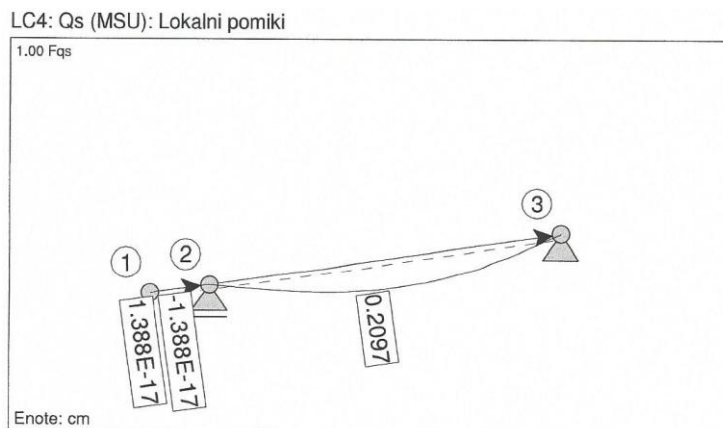 LC4: Qs (MSU): Lokalni pomiki
1.00 Fqs
3
2
1
1.388E-17
-1.388E-17
0.2097
Enote: cm